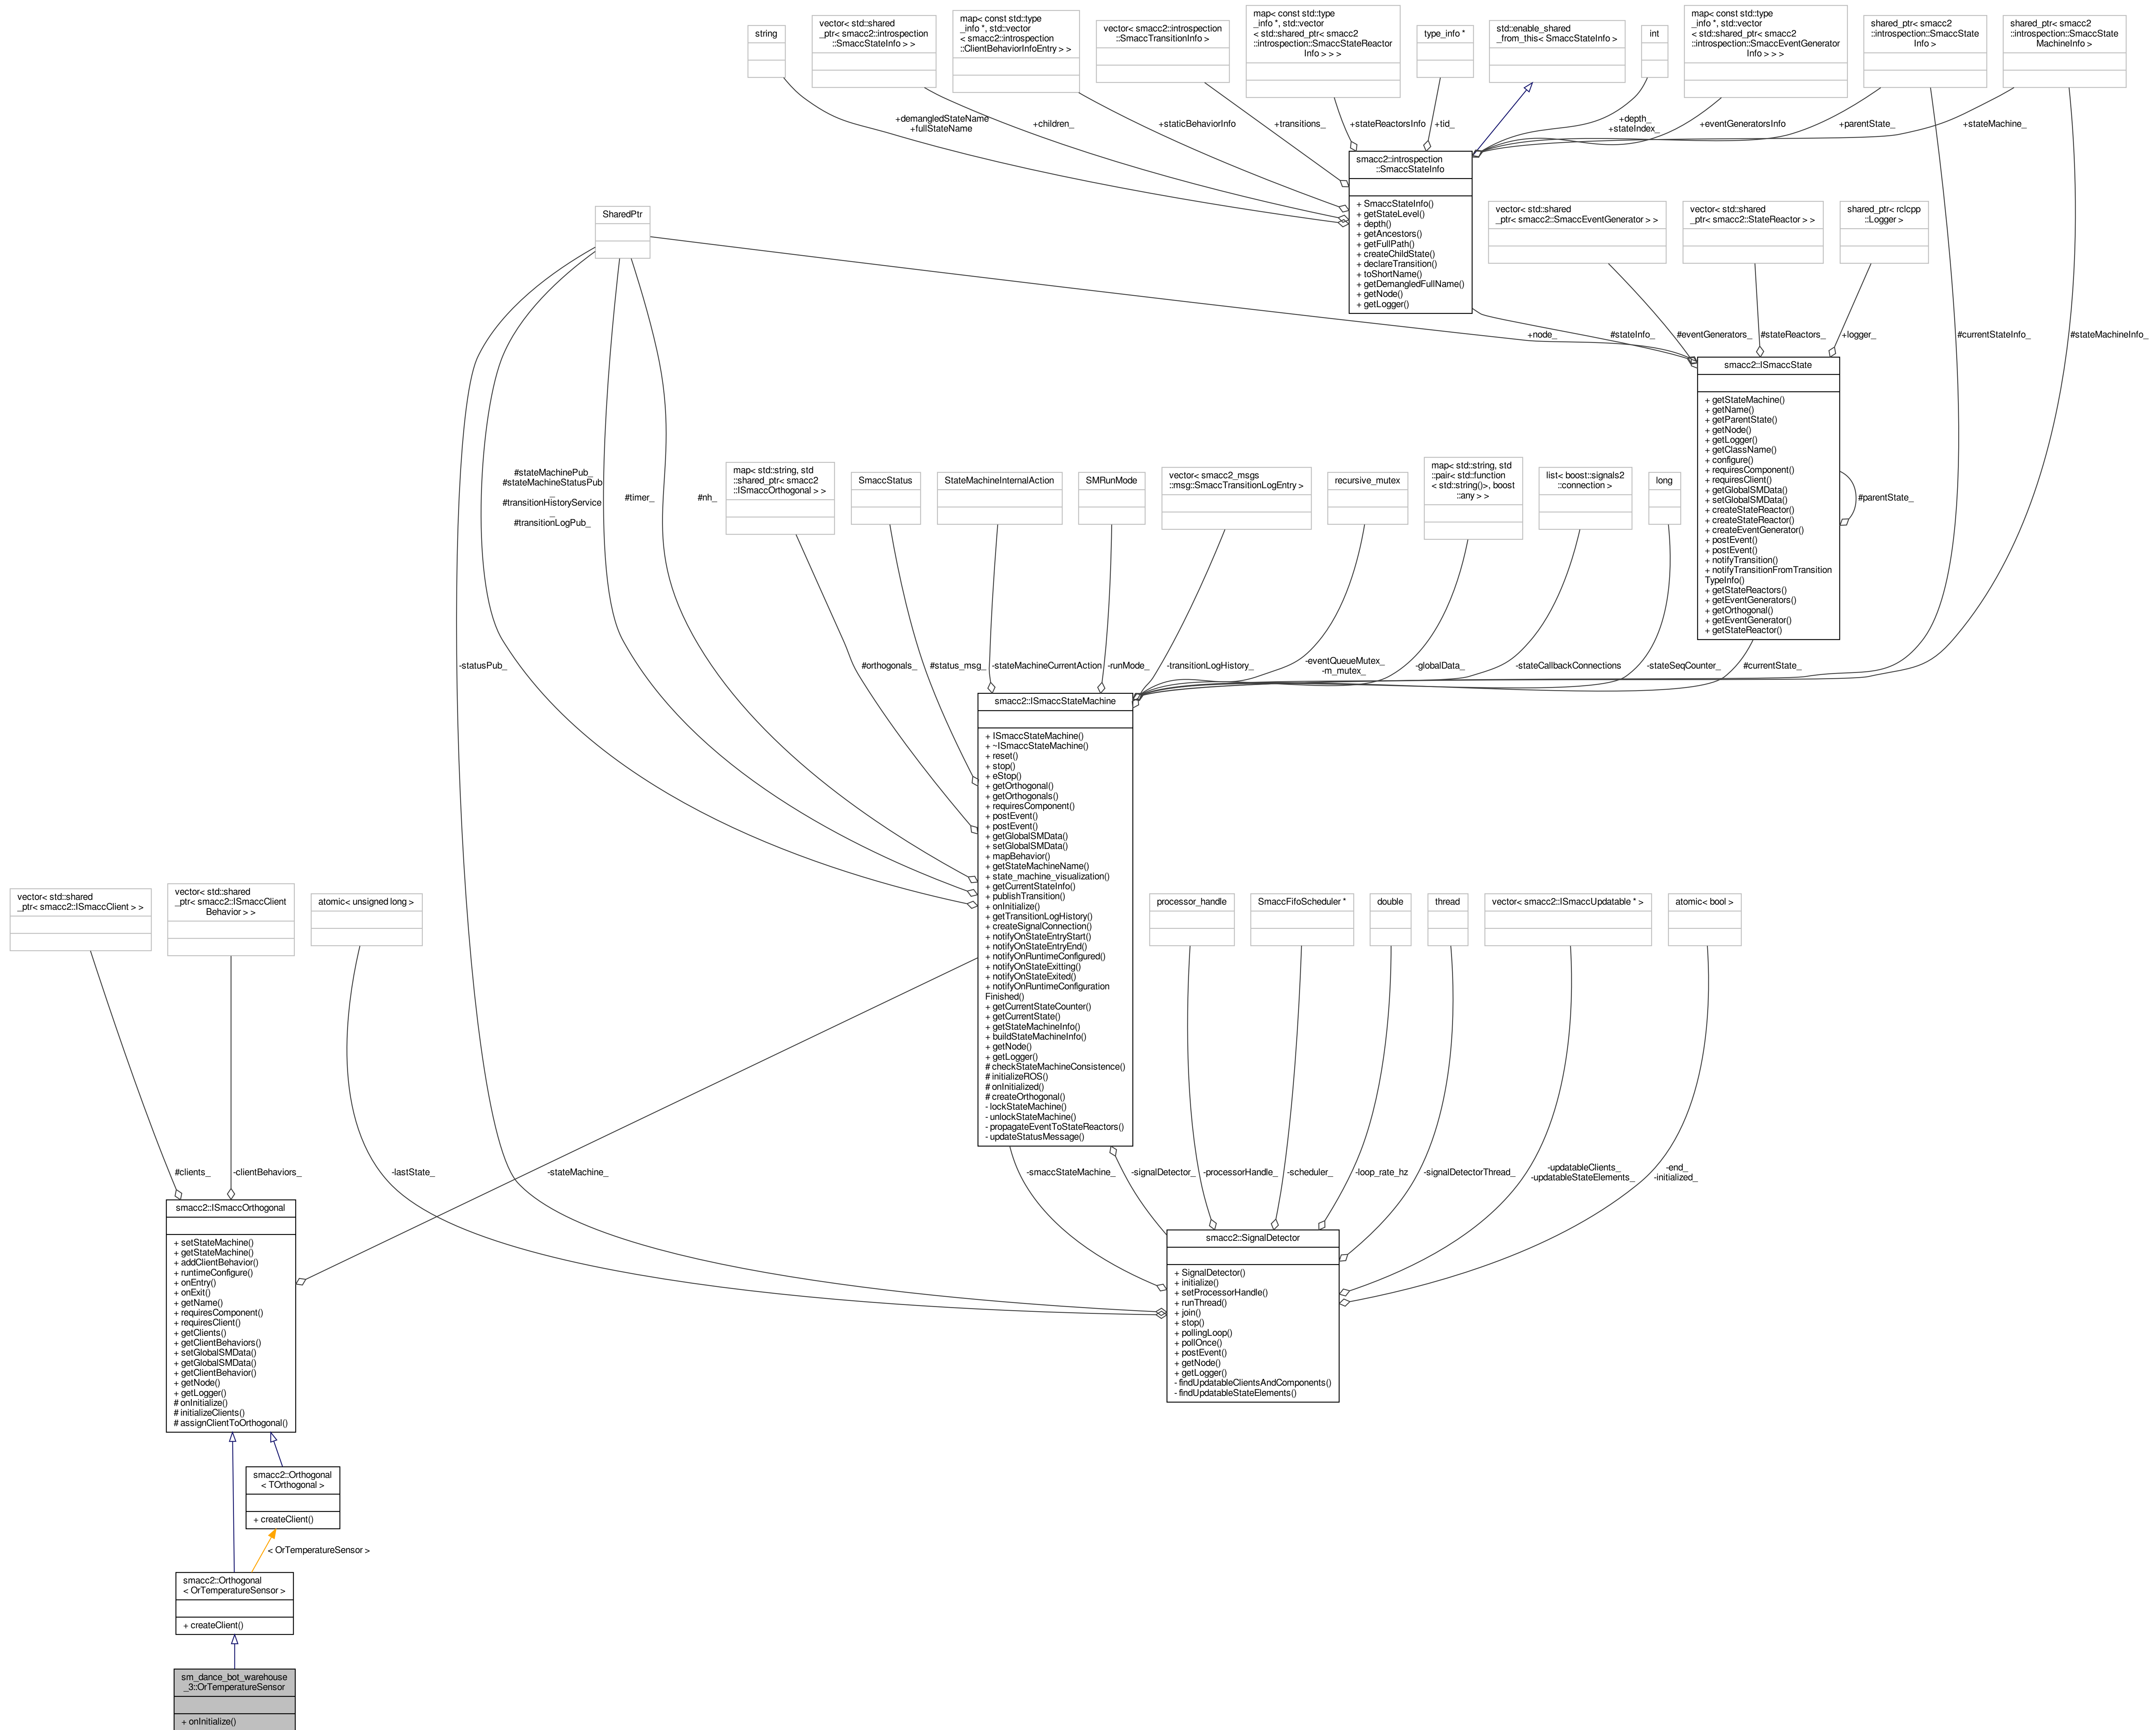 string
vector< std::shared
_ptr< smacc2::introspection
::SmaccStateInfo > >
map< const std::type
_info *, std::vector
< smacc2::introspection
::ClientBehaviorInfoEntry > >
vector< smacc2::introspection
::SmaccTransitionInfo >
map< const std::type
_info *, std::vector
< std::shared_ptr< smacc2
::introspection::SmaccStateReactor
Info > > >
type_info *
std::enable_shared
_from_this< SmaccStateInfo >
int
map< const std::type
_info *, std::vector
< std::shared_ptr< smacc2
::introspection::SmaccEventGenerator
Info > > >
shared_ptr< smacc2
::introspection::SmaccState
Info >
shared_ptr< smacc2
::introspection::SmaccState
MachineInfo >
+demangledStateName
+fullStateName
+children_
+staticBehaviorInfo
+transitions_
+stateReactorsInfo
+tid_
+depth_
+stateIndex_
+eventGeneratorsInfo
+parentState_
+stateMachine_
smacc2::introspection
::SmaccStateInfo
+ SmaccStateInfo()
+ getStateLevel()
+ depth()
+ getAncestors()
+ getFullPath()
+ createChildState()
+ declareTransition()
+ toShortName()
+ getDemangledFullName()
+ getNode()
+ getLogger()
SharedPtr
vector< std::shared
_ptr< smacc2::SmaccEventGenerator > >
vector< std::shared
_ptr< smacc2::StateReactor > >
shared_ptr< rclcpp
::Logger >
+node_
#stateInfo_
#eventGenerators_
#stateReactors_
+logger_
#currentStateInfo_
#stateMachineInfo_
smacc2::ISmaccState
+ getStateMachine()
+ getName()
+ getParentState()
+ getNode()
+ getLogger()
+ getClassName()
+ configure()
+ requiresComponent()
+ requiresClient()
+ getGlobalSMData()
+ setGlobalSMData()
+ createStateReactor()
+ createStateReactor()
+ createEventGenerator()
+ postEvent()
+ postEvent()
+ notifyTransition()
+ notifyTransitionFromTransition
TypeInfo()
+ getStateReactors()
+ getEventGenerators()
+ getOrthogonal()
+ getEventGenerator()
+ getStateReactor()
#parentState_
#stateMachinePub_
#stateMachineStatusPub
_
#transitionHistoryService
_
#transitionLogPub_
#timer_
#nh_
map< std::string, std
::shared_ptr< smacc2
::ISmaccOrthogonal > >
SmaccStatus
StateMachineInternalAction
SMRunMode
vector< smacc2_msgs
::msg::SmaccTransitionLogEntry >
recursive_mutex
map< std::string, std
::pair< std::function
< std::string()>, boost
::any > >
list< boost::signals2
::connection >
long
-statusPub_
#orthogonals_
#status_msg_
-stateMachineCurrentAction
-runMode_
-transitionLogHistory_
-eventQueueMutex_
-m_mutex_
-globalData_
-stateCallbackConnections
-stateSeqCounter_
#currentState_
smacc2::ISmaccStateMachine
+ ISmaccStateMachine()
+ ~ISmaccStateMachine()
+ reset()
+ stop()
+ eStop()
+ getOrthogonal()
+ getOrthogonals()
+ requiresComponent()
+ postEvent()
+ postEvent()
+ getGlobalSMData()
+ setGlobalSMData()
+ mapBehavior()
+ getStateMachineName()
+ state_machine_visualization()
+ getCurrentStateInfo()
+ publishTransition()
+ onInitialize()
+ getTransitionLogHistory()
+ createSignalConnection()
+ notifyOnStateEntryStart()
+ notifyOnStateEntryEnd()
+ notifyOnRuntimeConfigured()
+ notifyOnStateExitting()
+ notifyOnStateExited()
+ notifyOnRuntimeConfiguration
Finished()
+ getCurrentStateCounter()
+ getCurrentState()
+ getStateMachineInfo()
+ buildStateMachineInfo()
+ getNode()
+ getLogger()
# checkStateMachineConsistence()
# initializeROS()
# onInitialized()
# createOrthogonal()
- lockStateMachine()
- unlockStateMachine()
- propagateEventToStateReactors()
- updateStatusMessage()
vector< std::shared
_ptr< smacc2::ISmaccClient > >
vector< std::shared
_ptr< smacc2::ISmaccClient
Behavior > >
atomic< unsigned long >
processor_handle
SmaccFifoScheduler *
double
thread
vector< smacc2::ISmaccUpdatable * >
atomic< bool >
#clients_
-clientBehaviors_
-lastState_
-stateMachine_
-smaccStateMachine_
-signalDetector_
-processorHandle_
-scheduler_
-loop_rate_hz
-signalDetectorThread_
-updatableClients_
-updatableStateElements_
-end_
-initialized_
smacc2::ISmaccOrthogonal
+ setStateMachine()
+ getStateMachine()
+ addClientBehavior()
+ runtimeConfigure()
+ onEntry()
+ onExit()
+ getName()
+ requiresComponent()
+ requiresClient()
+ getClients()
+ getClientBehaviors()
+ setGlobalSMData()
+ getGlobalSMData()
+ getClientBehavior()
+ getNode()
+ getLogger()
# onInitialize()
# initializeClients()
# assignClientToOrthogonal()
smacc2::SignalDetector
+ SignalDetector()
+ initialize()
+ setProcessorHandle()
+ runThread()
+ join()
+ stop()
+ pollingLoop()
+ pollOnce()
+ postEvent()
+ getNode()
+ getLogger()
- findUpdatableClientsAndComponents()
- findUpdatableStateElements()
smacc2::Orthogonal
< TOrthogonal >
+ createClient()
< OrTemperatureSensor >
smacc2::Orthogonal
< OrTemperatureSensor >
+ createClient()
sm_dance_bot_warehouse
_3::OrTemperatureSensor
+ onInitialize()